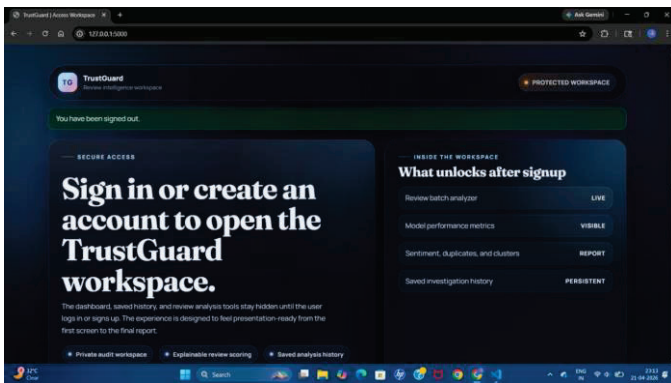 TrustGuard | Access Workspace
Ask Gemini
127.0.0.1:5000
TG
TrustGuard
Review intelligence workspace
PROTECTED WORKSPACE
You have been signed out.
SECURE ACCESS
Sign in or create an
account to open the
TrustGuard
workspace.
The dashboard, saved history, and review analysis tools stay hidden until the user
logs in or signs up. The experience is designed to feel presentation-ready from the
first screen to the final report.
Private audit workspace
Explainable review scoring
Saved analysis history
INSIDE THE WORKSPACE
What unlocks after signup
Review batch analyzer LIVE
Model performance metrics VISIBLE
Sentiment, duplicates, and clusters REPORT
Saved investigation history PERSISTENT
32°C
Clear
Search
ENG
IN
23:13
21-04-2026